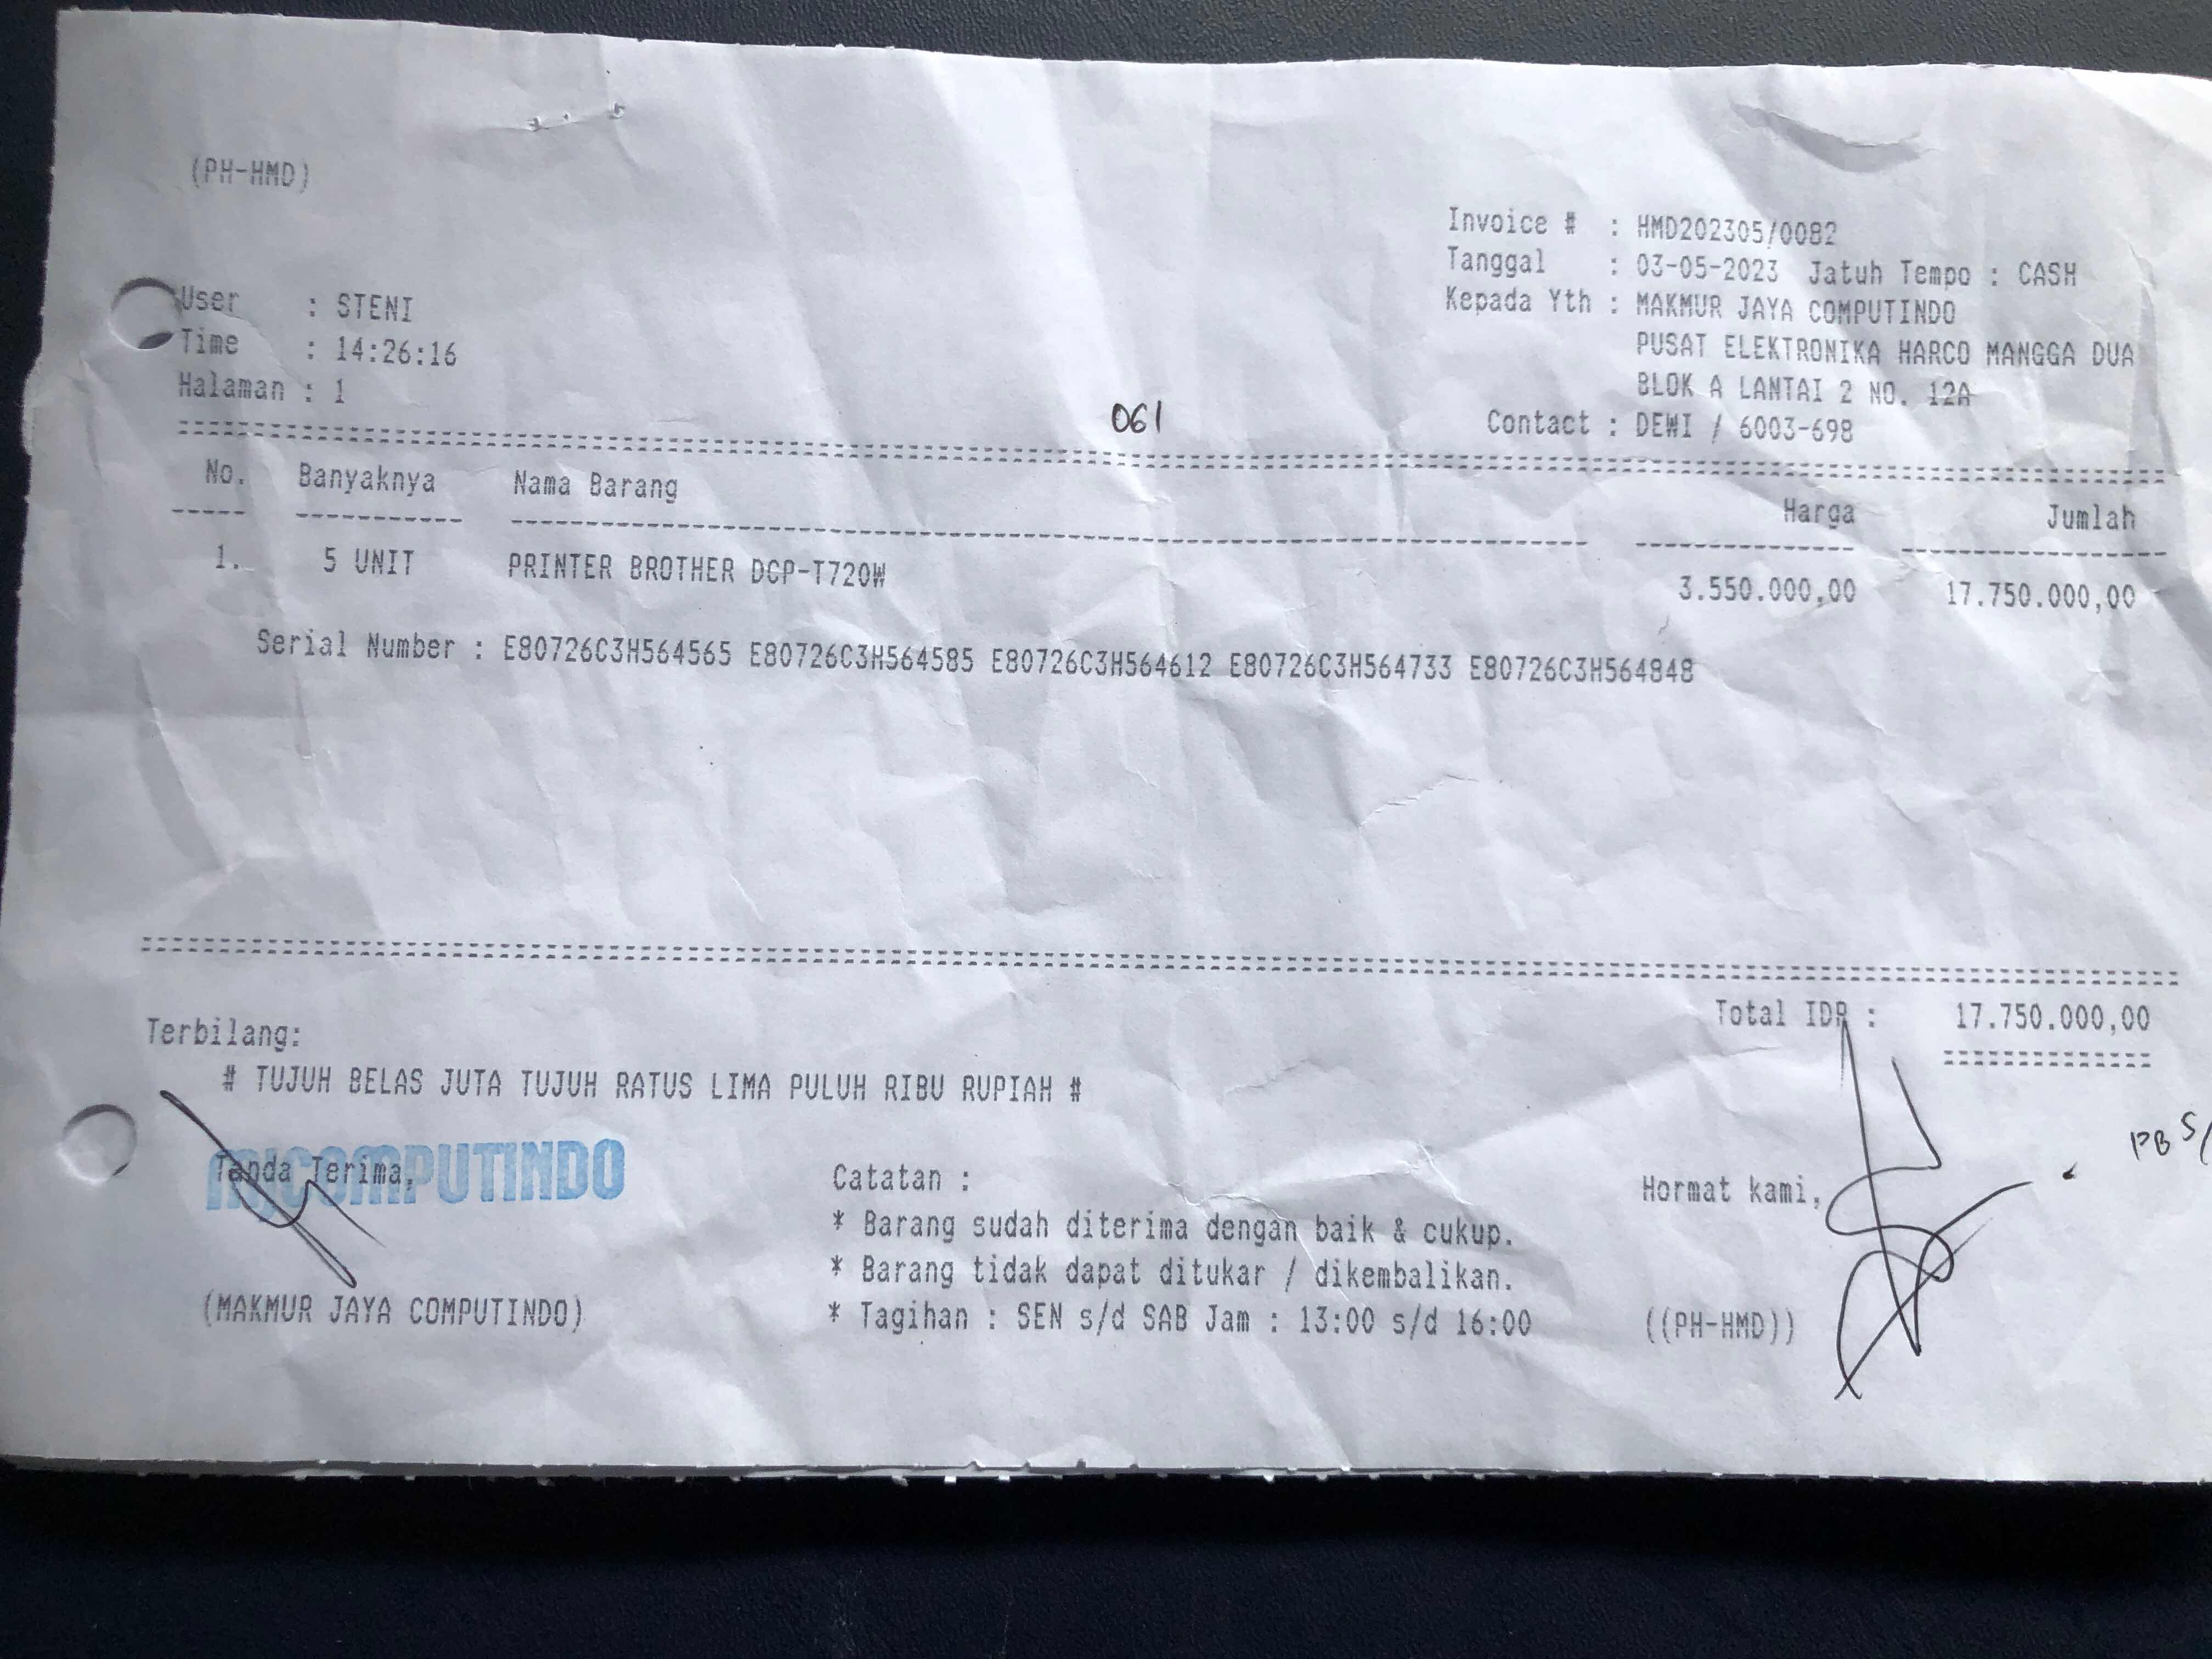 (PH-HMD)
Invoice # : HMD202305/0082
Tanggal : 03-05-2023 Jatuh Tempo : CASH
Kepada Yth : MAKMUR JAYA COMPUTINDO
PUSAT ELEKTRONIKA HARCO MANGGA DUA
BLOK A LANTAI 2 NO. 12A
Contact : DEWI / 6003-698
User : STENI
Time : 14:26:16
Halaman : 1
061
No. Banyaknya Nama Barang Harga Jumlah
1. 5 UNIT PRINTER BROTHER DCP-T720W 3.550.000,00 17.750.000,00
Serial Number : E80726C3H564565 E80726C3H564585 E80726C3H564612 E80726C3H564733 E80726C3H564848
Total IDR : 17.750.000,00
Terbilang:
# TUJUH BELAS JUTA TUJUH RATUS LIMA PULUH RIBU RUPIAH #
mjCOMPUTINDO
Tanda Terima,
(MAKMUR JAYA COMPUTINDO)
Catatan :
* Barang sudah diterima dengan baik & cukup.
* Barang tidak dapat ditukar / dikembalikan.
* Tagihan : SEN s/d SAB Jam : 13:00 s/d 16:00
Hormat kami,
((PH-HMD))